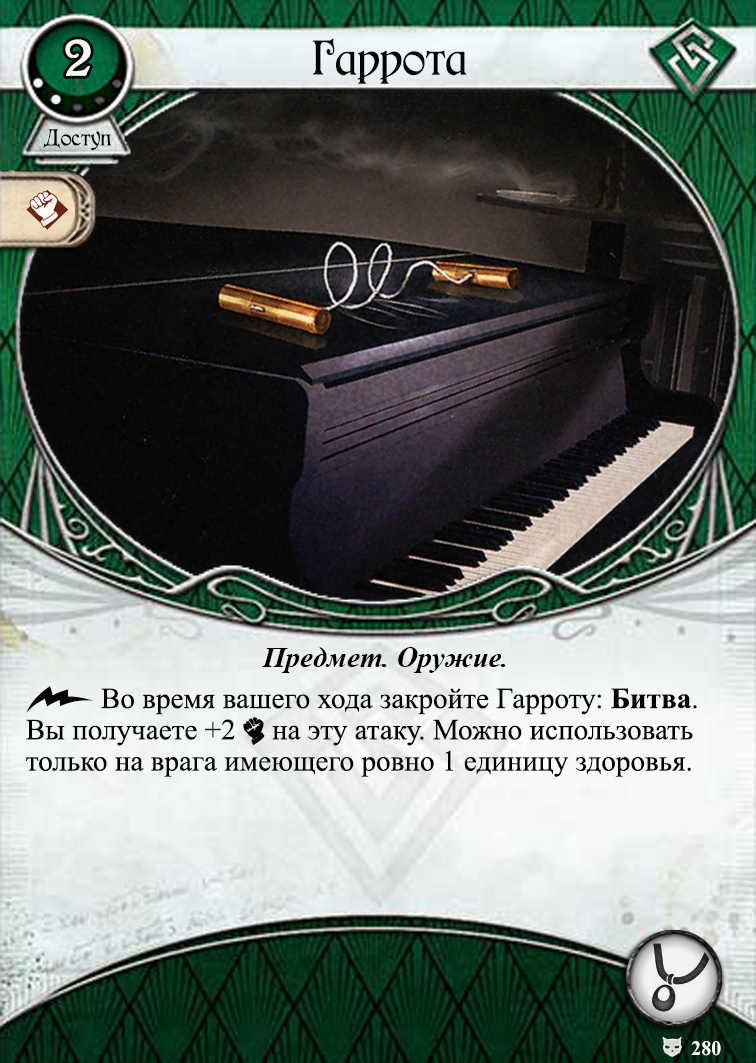 2
Гаррота
Доступ
Предмет. Оружие.
Во время вашего хода закройте Гарроту: Битва.
Вы получаете +2 на эту атаку. Можно использовать
только на врага имеющего ровно 1 единицу здоровья.
280